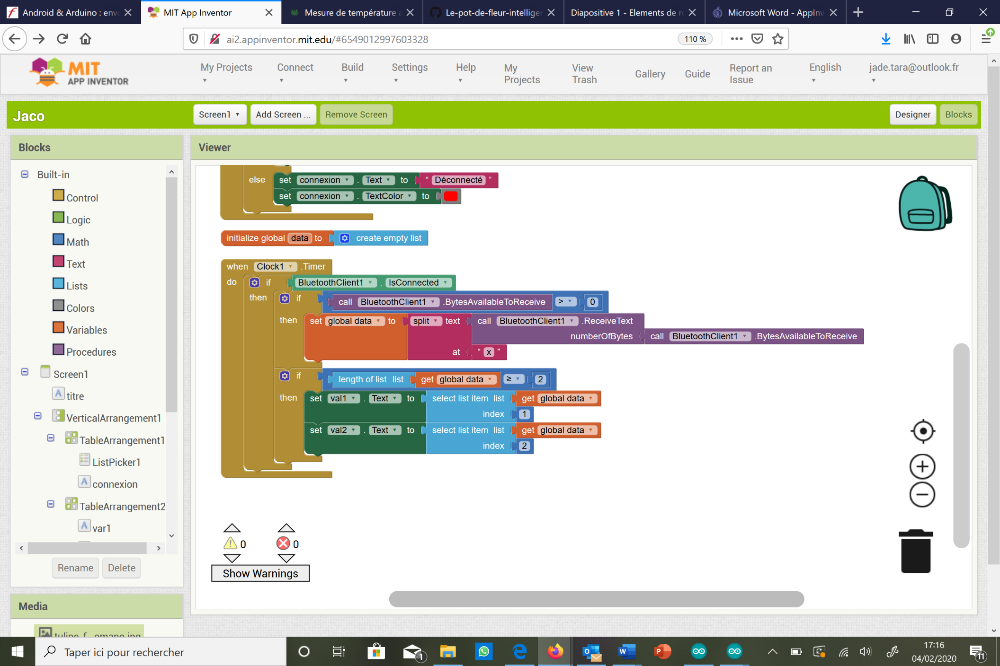 Android & Arduino : env
MIT App Inventor
Mesure de température a
Le-pot-de-fleur-intelliger
Diapositive 1 - Elements de r
Microsoft Word - AppInv
ai2.appinventor.mit.edu/#6549012997603328
110 %
MIT
APP INVENTOR
My Projects
Connect
Build
Settings
Help
My Projects
View Trash
Gallery
Guide
Report an Issue
English
jade.tara@outlook.fr
Jaco
Screen1
Add Screen ...
Remove Screen
Designer
Blocks
Blocks
Viewer
Built-in
Control
Logic
Math
Text
Lists
Colors
Variables
Procedures
Screen1
titre
VerticalArrangement1
TableArrangement1
ListPicker1
connexion
TableArrangement2
var1
Rename
Delete
Media
tulipe_f...omano.jpg
else set connexion . Text to " Déconnecté "
set connexion . TextColor to
initialize global data to create empty list
when Clock1 .Timer
do if BluetoothClient1 . IsConnected
then if call BluetoothClient1 .BytesAvailableToReceive > 0
then set global data to split text call BluetoothClient1 .ReceiveText
numberOfBytes call BluetoothClient1 .BytesAvailableToReceive
at " x "
if length of list list get global data ≥ 2
then set val1 . Text to select list item list get global data
index 1
set val2 . Text to select list item list get global data
index 2
0
0
Show Warnings
Taper ici pour rechercher
1
17:16
04/02/2020
11